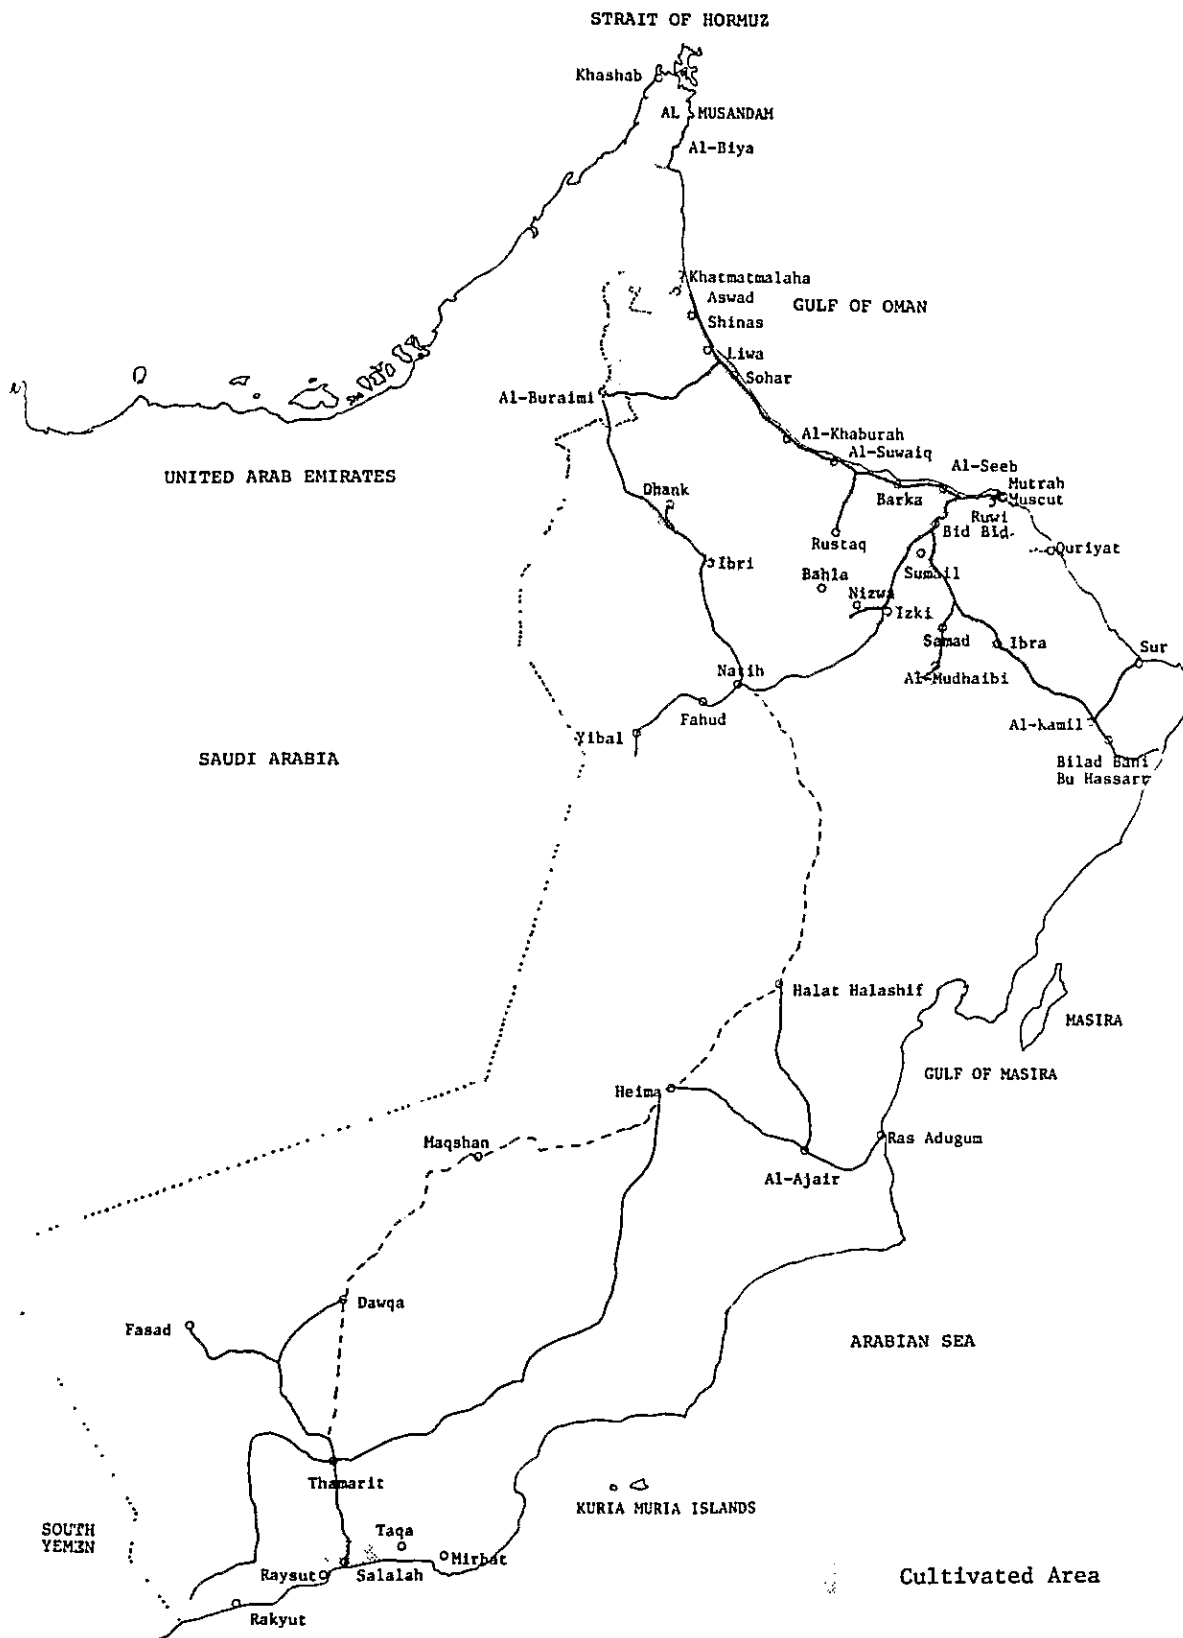 STRAIT OF HORMUZ
Khashab
AL MUSANDAM
Al-Biya
Khatmatmalaha
Aswad
GULF OF OMAN
Shinas
Liwa
Sohar
Al-Buraimi
Al-Khaburah
Al-Suwaiq
UNITED ARAB EMIRATES
Al-Seeb
Dhank
Barka
Mutrah
Muscut
Ruwi
Bid Bid
Rustaq
Quriyat
Ibri
Sumail
Bahla
Nizwa
Izki
Samad
Ibra
Sur
Natih
Al-Mudhaibi
Fahud
Al-Kamil
Yibal
SAUDI ARABIA
Bilad Bani
Bu Hassarr
Halat Halashif
MASIRA
GULF OF MASIRA
Heima
Ras Adugum
Maqshan
Al-Ajair
Dawqa
Fasad
ARABIAN SEA
Thamarit
KURIA MURIA ISLANDS
SOUTH
YEMEN
Taqa
Mirbat
Raysut
Salalah
Cultivated Area
Rakyut